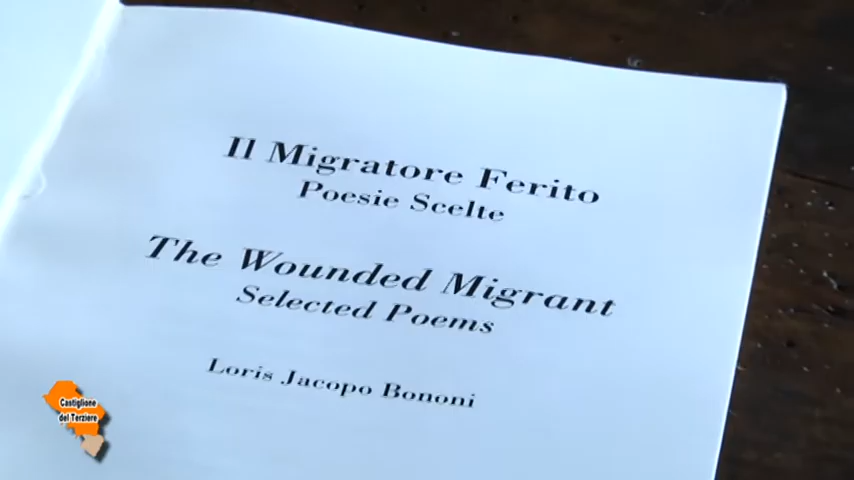 Il Migratore Ferito
Poesie Scelte
The Wounded Migrant
Selected Poems
Loris Jacopo Bononi
Castiglione
del Terziere